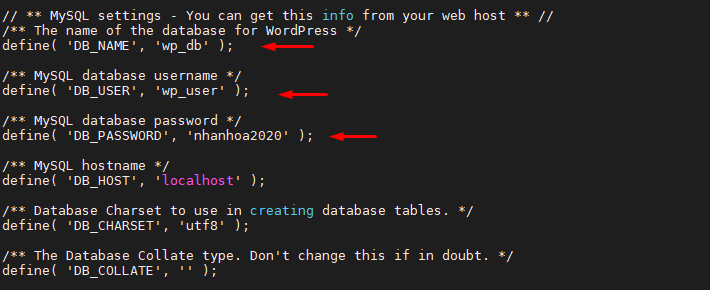 // ** MySQL settings - You can get this info from your web host ** //
/** The name of the database for WordPress */
define( 'DB_NAME', 'wp_db' );
/** MySQL database username */
define( 'DB_USER', 'wp_user' );
/** MySQL database password */
define( 'DB_PASSWORD', 'nhanhoa2020' );
/** MySQL hostname */
define( 'DB_HOST', 'localhost' );
/** Database Charset to use in creating database tables. */
define( 'DB_CHARSET', 'utf8' );
/** The Database Collate type. Don't change this if in doubt. */
define( 'DB_COLLATE', '' );